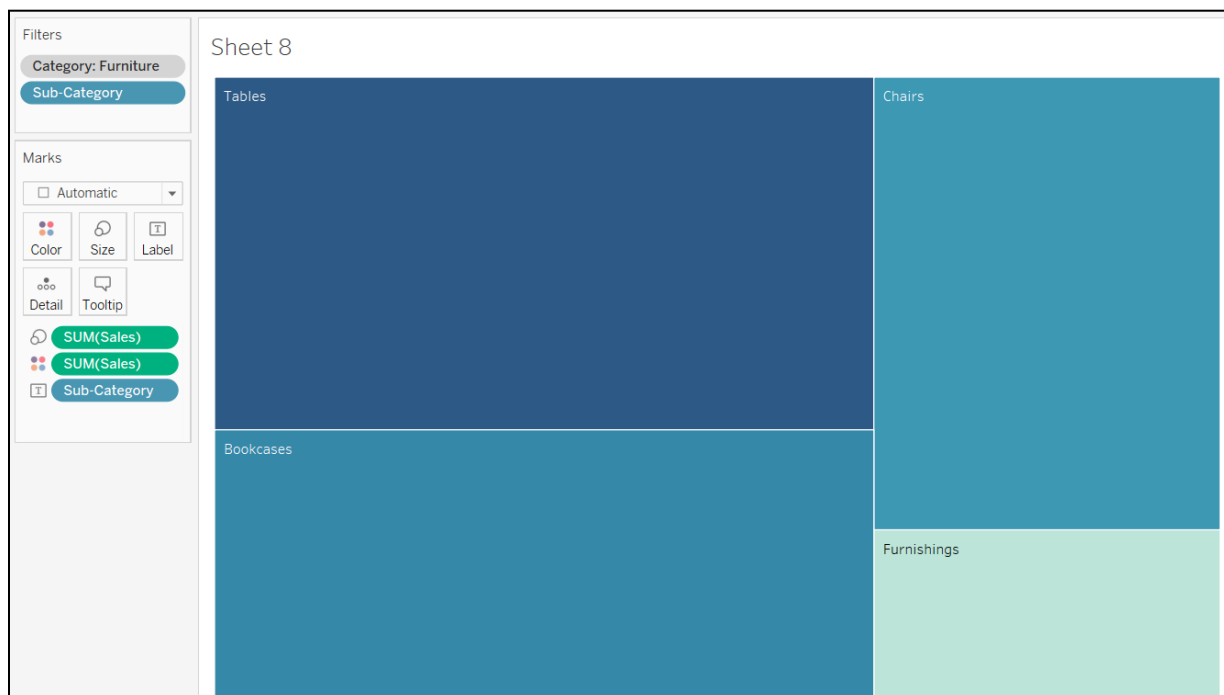 Filters
Category: Furniture
Sub-Category
Marks
Automatic
Color Size Label
T
Detail Tooltip
SUM(Sales)
SUM(Sales)
T Sub-Category
Sheet 8
Tables
Chairs
Bookcases
Furnishings